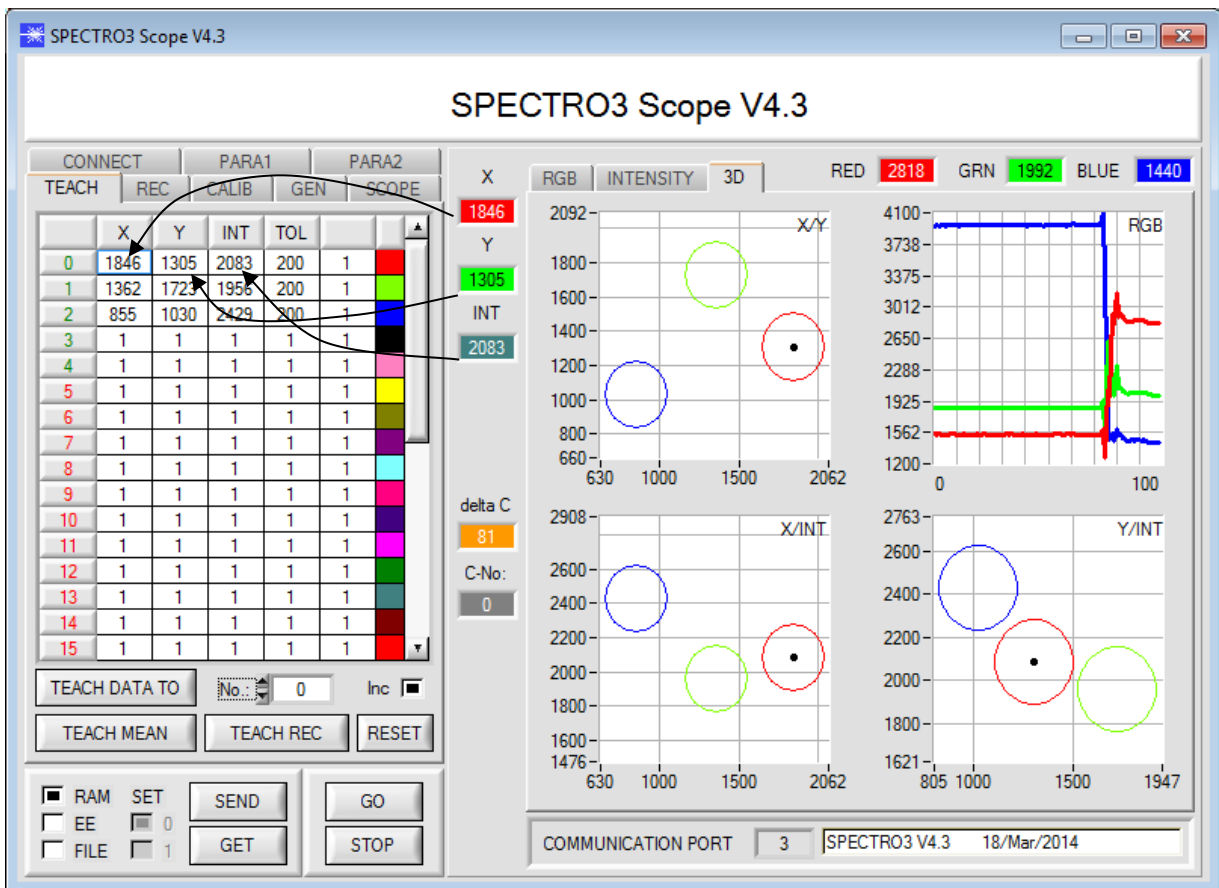 SPECTRO3 Scope V4.3
SPECTRO3 Scope V4.3
CONNECT PARA1 PARA2
TEACH REC CALIB GEN SCOPE
X Y INT TOL
0 1846 1305 2083 200 1
1 1362 1723 1956 200 1
2 855 1030 2429 200 1
3 1 1 1 1 1
4 1 1 1 1 1
5 1 1 1 1 1
6 1 1 1 1 1
7 1 1 1 1 1
8 1 1 1 1 1
9 1 1 1 1 1
10 1 1 1 1 1
11 1 1 1 1 1
12 1 1 1 1 1
13 1 1 1 1 1
14 1 1 1 1 1
15 1 1 1 1 1
TEACH DATA TO No.: 0 Inc
TEACH MEAN TEACH REC RESET
RAM SET SEND GO
EE 0
FILE 1 GET STOP
X
1846
Y
1305
INT
2083
delta C
81
C-No:
0
RGB INTENSITY 3D RED 2818 GRN 1992 BLUE 1440
X/Y
2092
1800
1600
1400
1200
1000
800
660
630 1000 1500 2062
RGB
4100
3738
3375
3012
2650
2288
1925
1562
1200
0 100
X/INT
2908
2600
2400
2200
2000
1800
1600
1476
630 1000 1500 2062
Y/INT
2763
2600
2400
2200
2000
1800
1621
805 1000 1500 1947
COMMUNICATION PORT 3 SPECTRO3 V4.3 18/Mar/2014